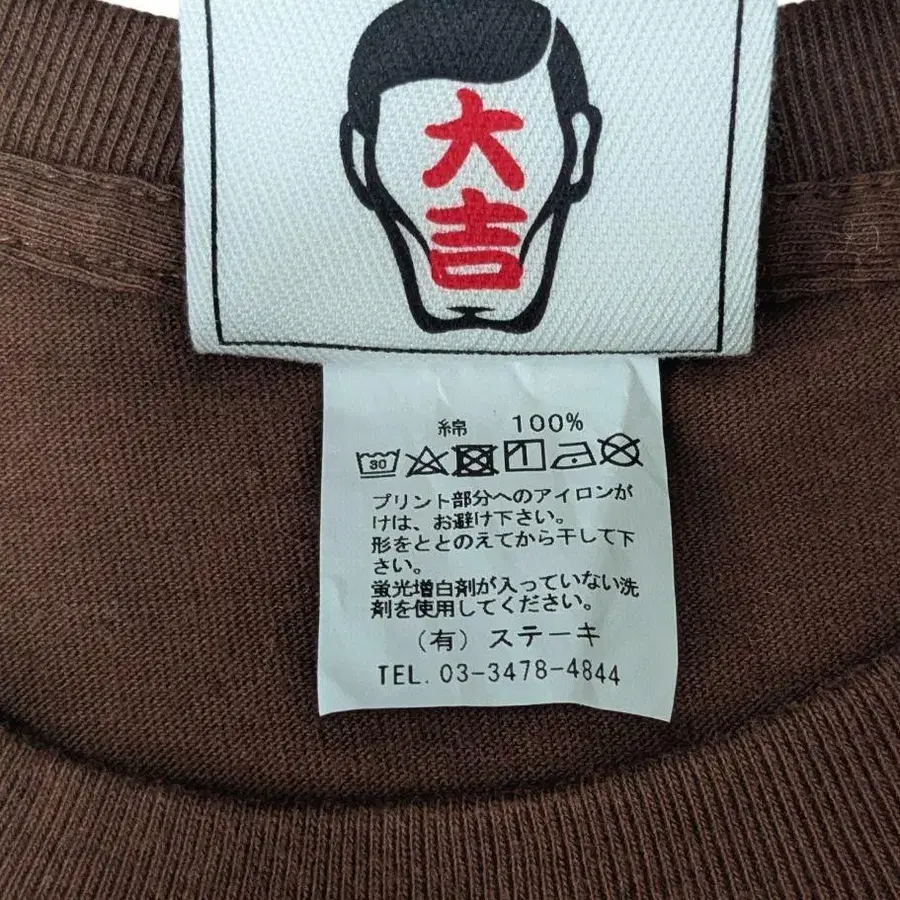 大
吉
綿 100%
30
プリント部分へのアイロンが
けは、お避け下さい。
形をととのえてから干して下
さい。
蛍光増白剤が入っていない洗
剤を使用してください。
(有) ステーキ
TEL. 03-3478-4844